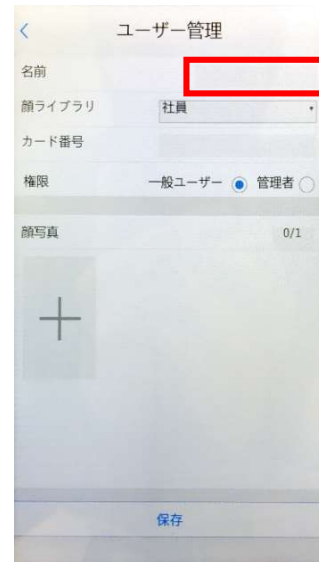 ユーザー管理
名前
顔ライブラリ 社員
カード番号
権限 一般ユーザー 管理者
顔写真 0/1
保存